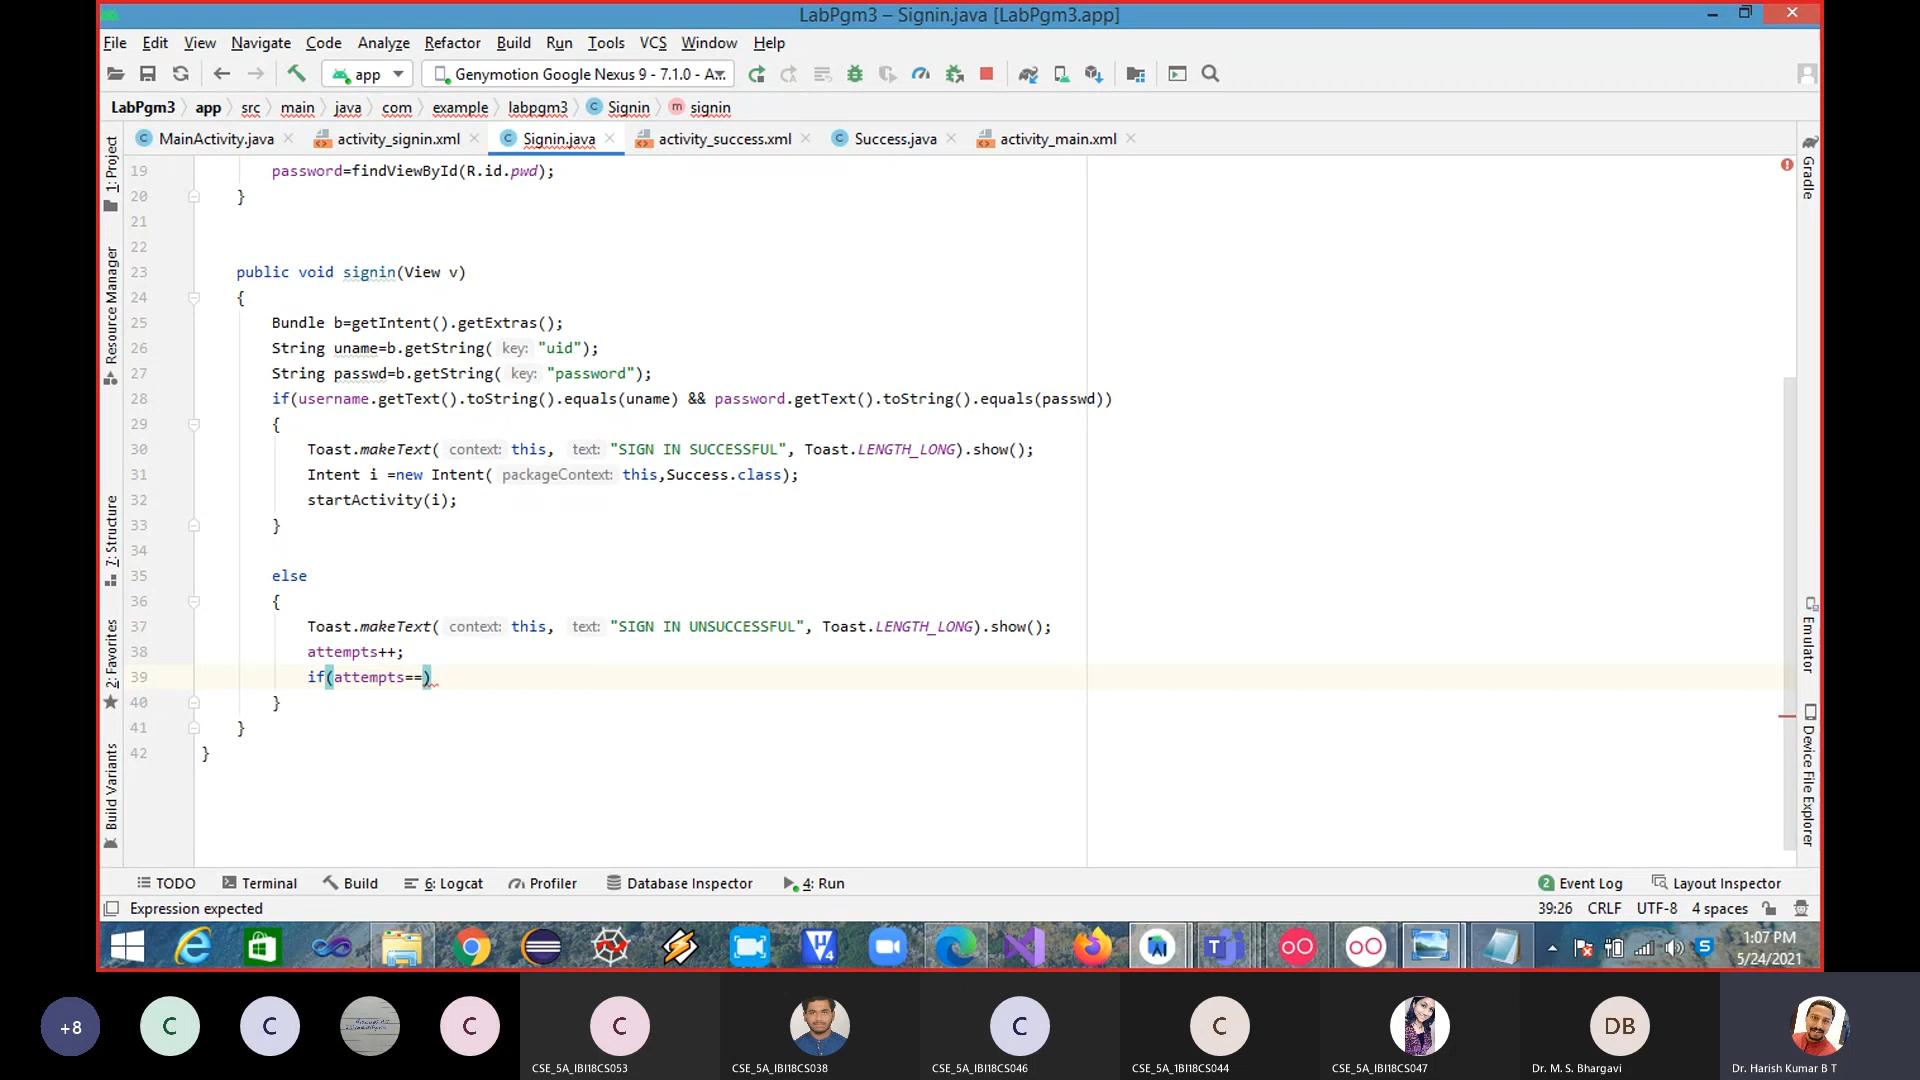 LabPgm3 – Signin.java [LabPgm3.app]
File Edit View Navigate Code Analyze Refactor Build Run Tools VCS Window Help
app Genymotion Google Nexus 9 - 7.1.0 - A...
LabPgm3 app src main java com example labpgm3 C Signin m signin
C MainActivity.java activity_signin.xml C Signin.java activity_success.xml C Success.java activity_main.xml
1: Project
Resource Manager
7: Structure
2: Favorites
Build Variants
19 password=findViewById(R.id.pwd);
20 }
21
22
23 public void signin(View v)
24 {
25 Bundle b=getIntent().getExtras();
26 String uname=b.getString( key: "uid");
27 String passwd=b.getString( key: "password");
28 if(username.getText().toString().equals(uname) && password.getText().toString().equals(passwd))
29 {
30 Toast.makeText( context: this, text: "SIGN IN SUCCESSFUL", Toast.LENGTH_LONG).show();
31 Intent i =new Intent( packageContext: this,Success.class);
32 startActivity(i);
33 }
34
35 else
36 {
37 Toast.makeText( context: this, text: "SIGN IN UNSUCCESSFUL", Toast.LENGTH_LONG).show();
38 attempts++;
39 if(attempts==)
40 }
41 }
42 }
Gradle
Emulator
Device File Explorer
TODO Terminal Build 6: Logcat Profiler Database Inspector 4: Run 2 Event Log Layout Inspector
Expression expected 39:26 CRLF UTF-8 4 spaces
1:07 PM
5/24/2021
+8 C C C C C C DB
CSE_5A_IBI18CS053 CSE_5A_IBI18CS038 CSE_5A_IBI18CS046 CSE_5A_1BI18CS044 CSE_5A_IBI18CS047 Dr. M. S. Bhargavi Dr. Harish Kumar B T